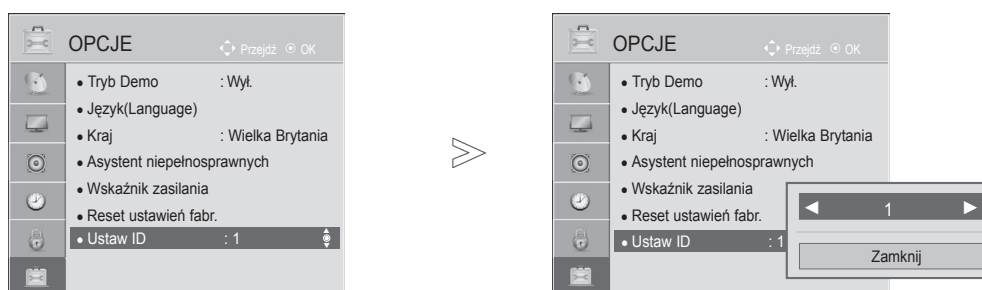 OPCJE Przejdź OK
• Tryb Demo : Wył.
• Język(Language)
• Kraj : Wielka Brytania
• Asystent niepełnosprawnych
• Wskaźnik zasilania
• Reset ustawień fabr.
• Ustaw ID : 1
OPCJE Przejdź OK
• Tryb Demo : Wył.
• Język(Language)
• Kraj : Wielka Brytania
• Asystent niepełnosprawnych
• Wskaźnik zasilania
• Reset ustawień fabr.
• Ustaw ID : 1
◀ 1 ▶
Zamknij